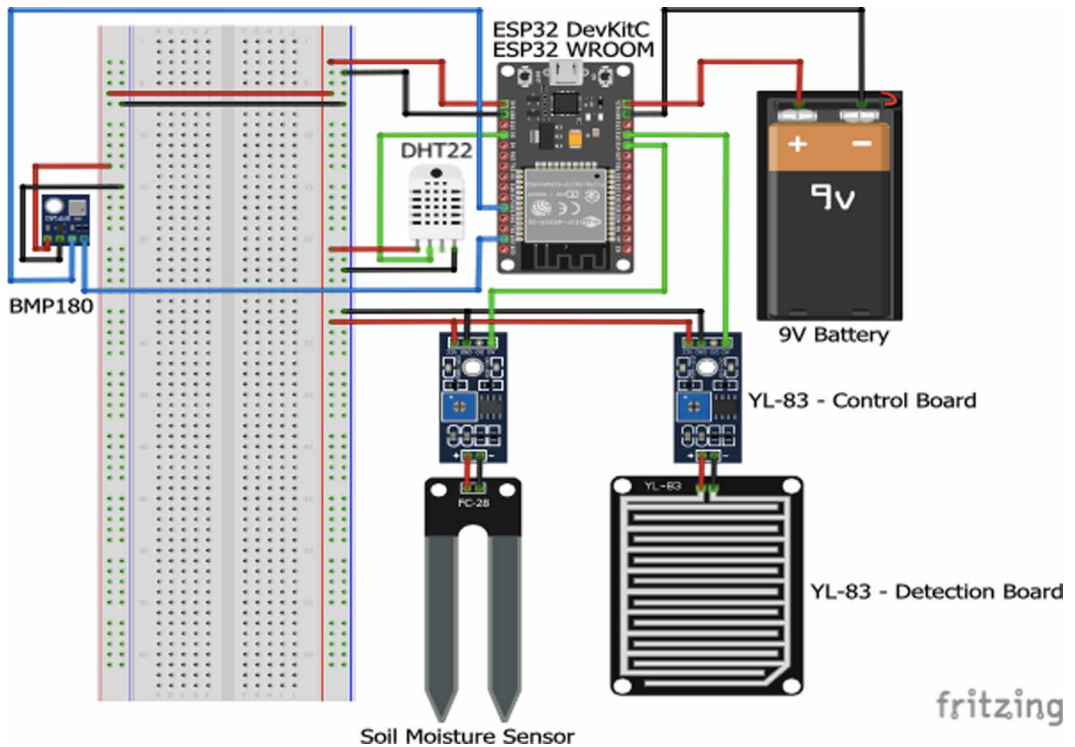 ESP32 DevKitC
ESP32 WROOM
DHT22
BMP180
+ −
9v
9V Battery
YL-83 - Control Board
+ -
+ -
FC-28
YL-83
YL-83 - Detection Board
Soil Moisture Sensor
fritzing